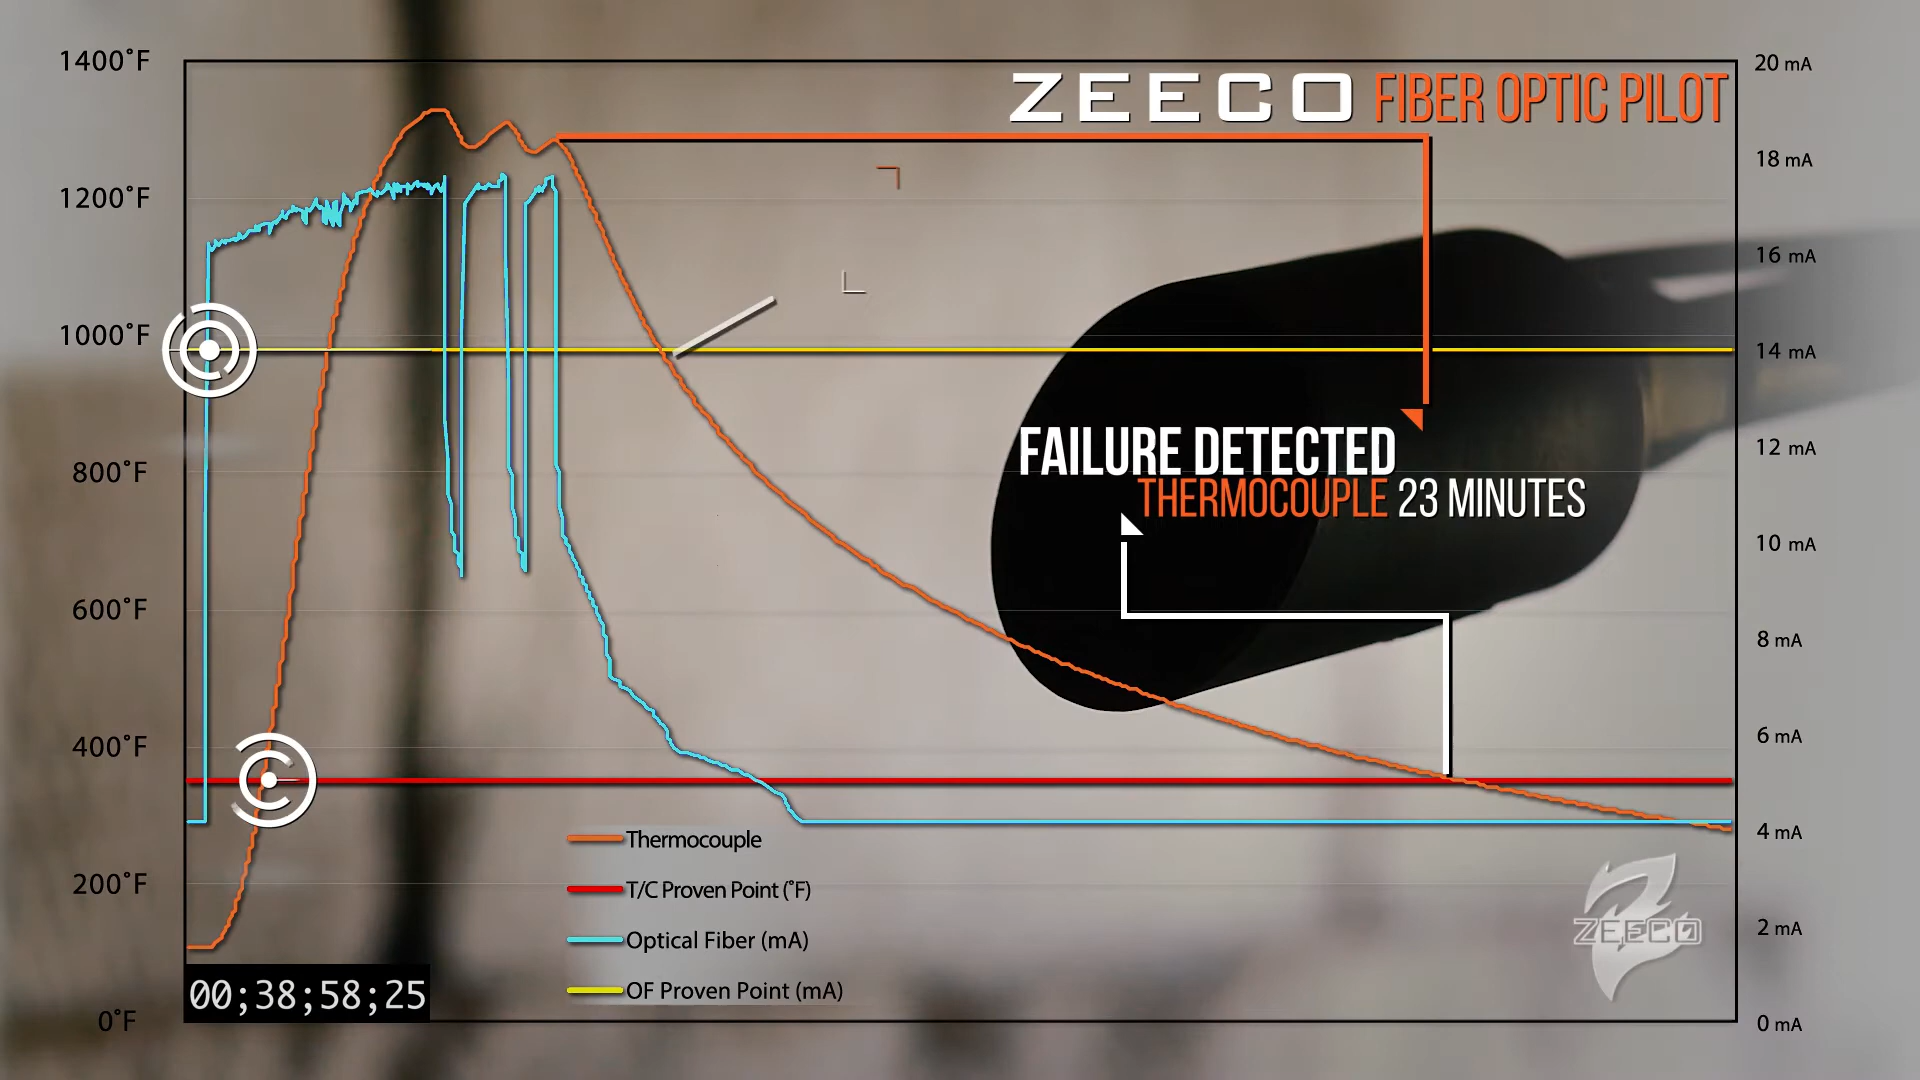 ZEECO FIBER OPTIC PILOT
1400˚F
1200˚F
1000˚F
800˚F
600˚F
400˚F
200˚F
0˚F
20 mA
18 mA
16 mA
14 mA
12 mA
10 mA
8 mA
6 mA
4 mA
2 mA
0 mA
FAILURE DETECTED
THERMOCOUPLE 23 MINUTES
Thermocouple
T/C Proven Point (˚F)
Optical Fiber (mA)
OF Proven Point (mA)
00;38;58;25
ZEECO